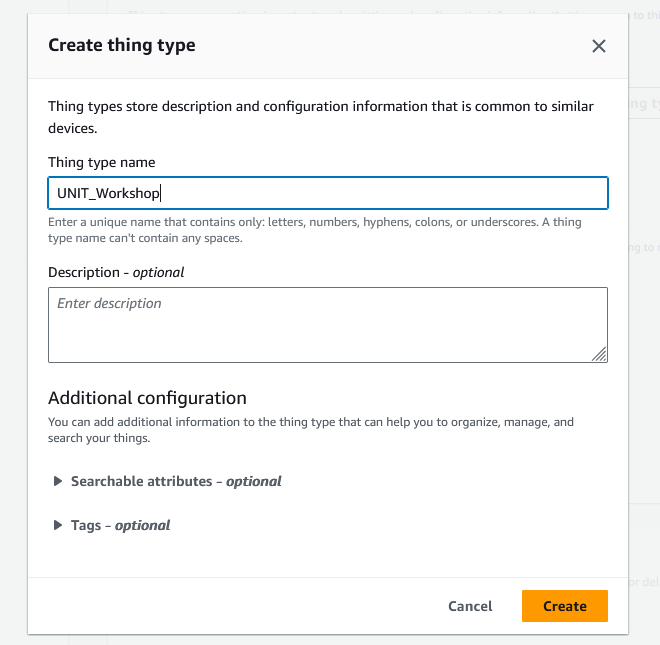 Create thing type
Thing types store description and configuration information that is common to similar
devices.
Thing type name
UNIT_Workshop
Enter a unique name that contains only: letters, numbers, hyphens, colons, or underscores. A thing
type name can't contain any spaces.
Description - optional
Enter description
Additional configuration
You can add additional information to the thing type that can help you to organize, manage, and
search your things.
Searchable attributes - optional
Tags - optional
Cancel
Create